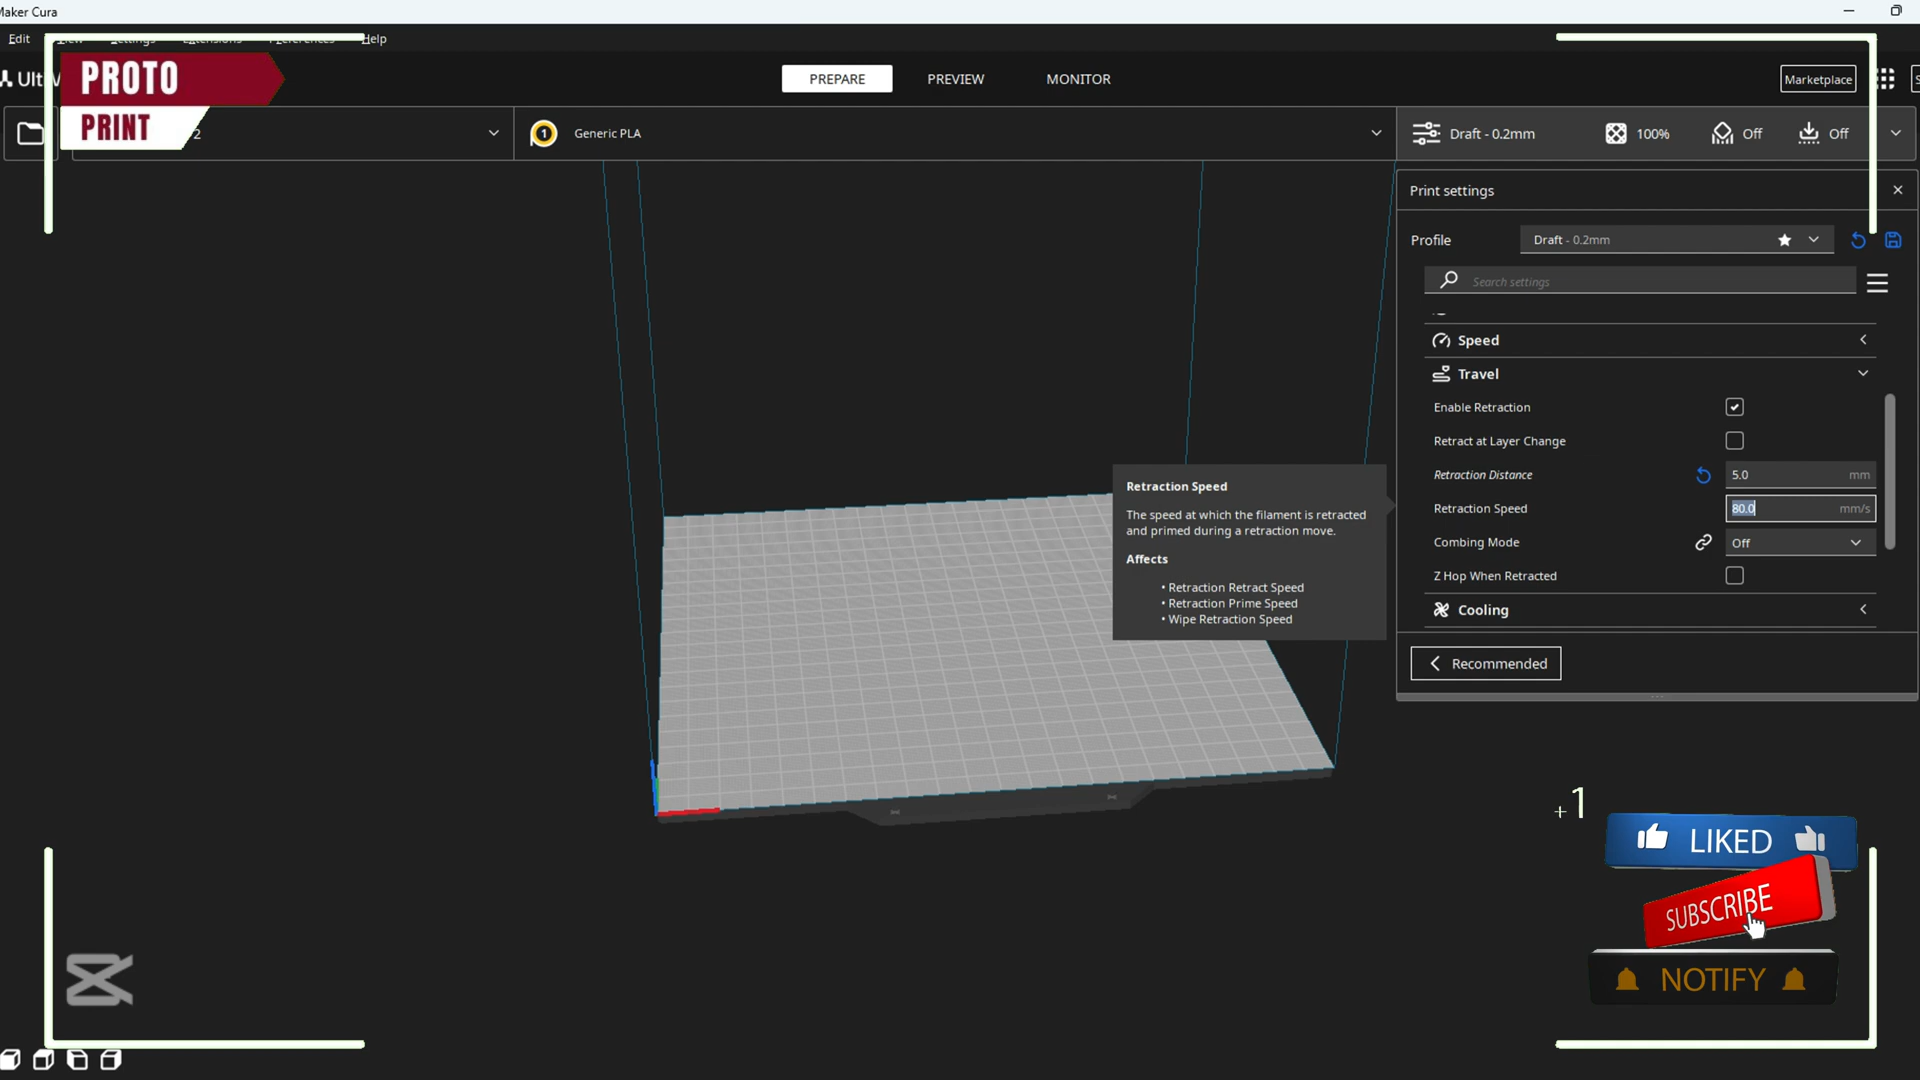 Maker Cura
Edit
Help
PROTO
PRINT
Ult
2
PREPARE
PREVIEW
MONITOR
Marketplace
1
Generic PLA
Draft - 0.2mm
100%
Off
Off
Print settings
Profile
Draft - 0.2mm
Search settings
Speed
Travel
Enable Retraction
Retract at Layer Change
Retraction Distance
5.0 mm
Retraction Speed
80.0 mm/s
Combing Mode
Off
Z Hop When Retracted
Cooling
Recommended
Retraction Speed
The speed at which the filament is retracted
and primed during a retraction move.
Affects
• Retraction Retract Speed
• Retraction Prime Speed
• Wipe Retraction Speed
+1
LIKED
SUBSCRIBE
NOTIFY